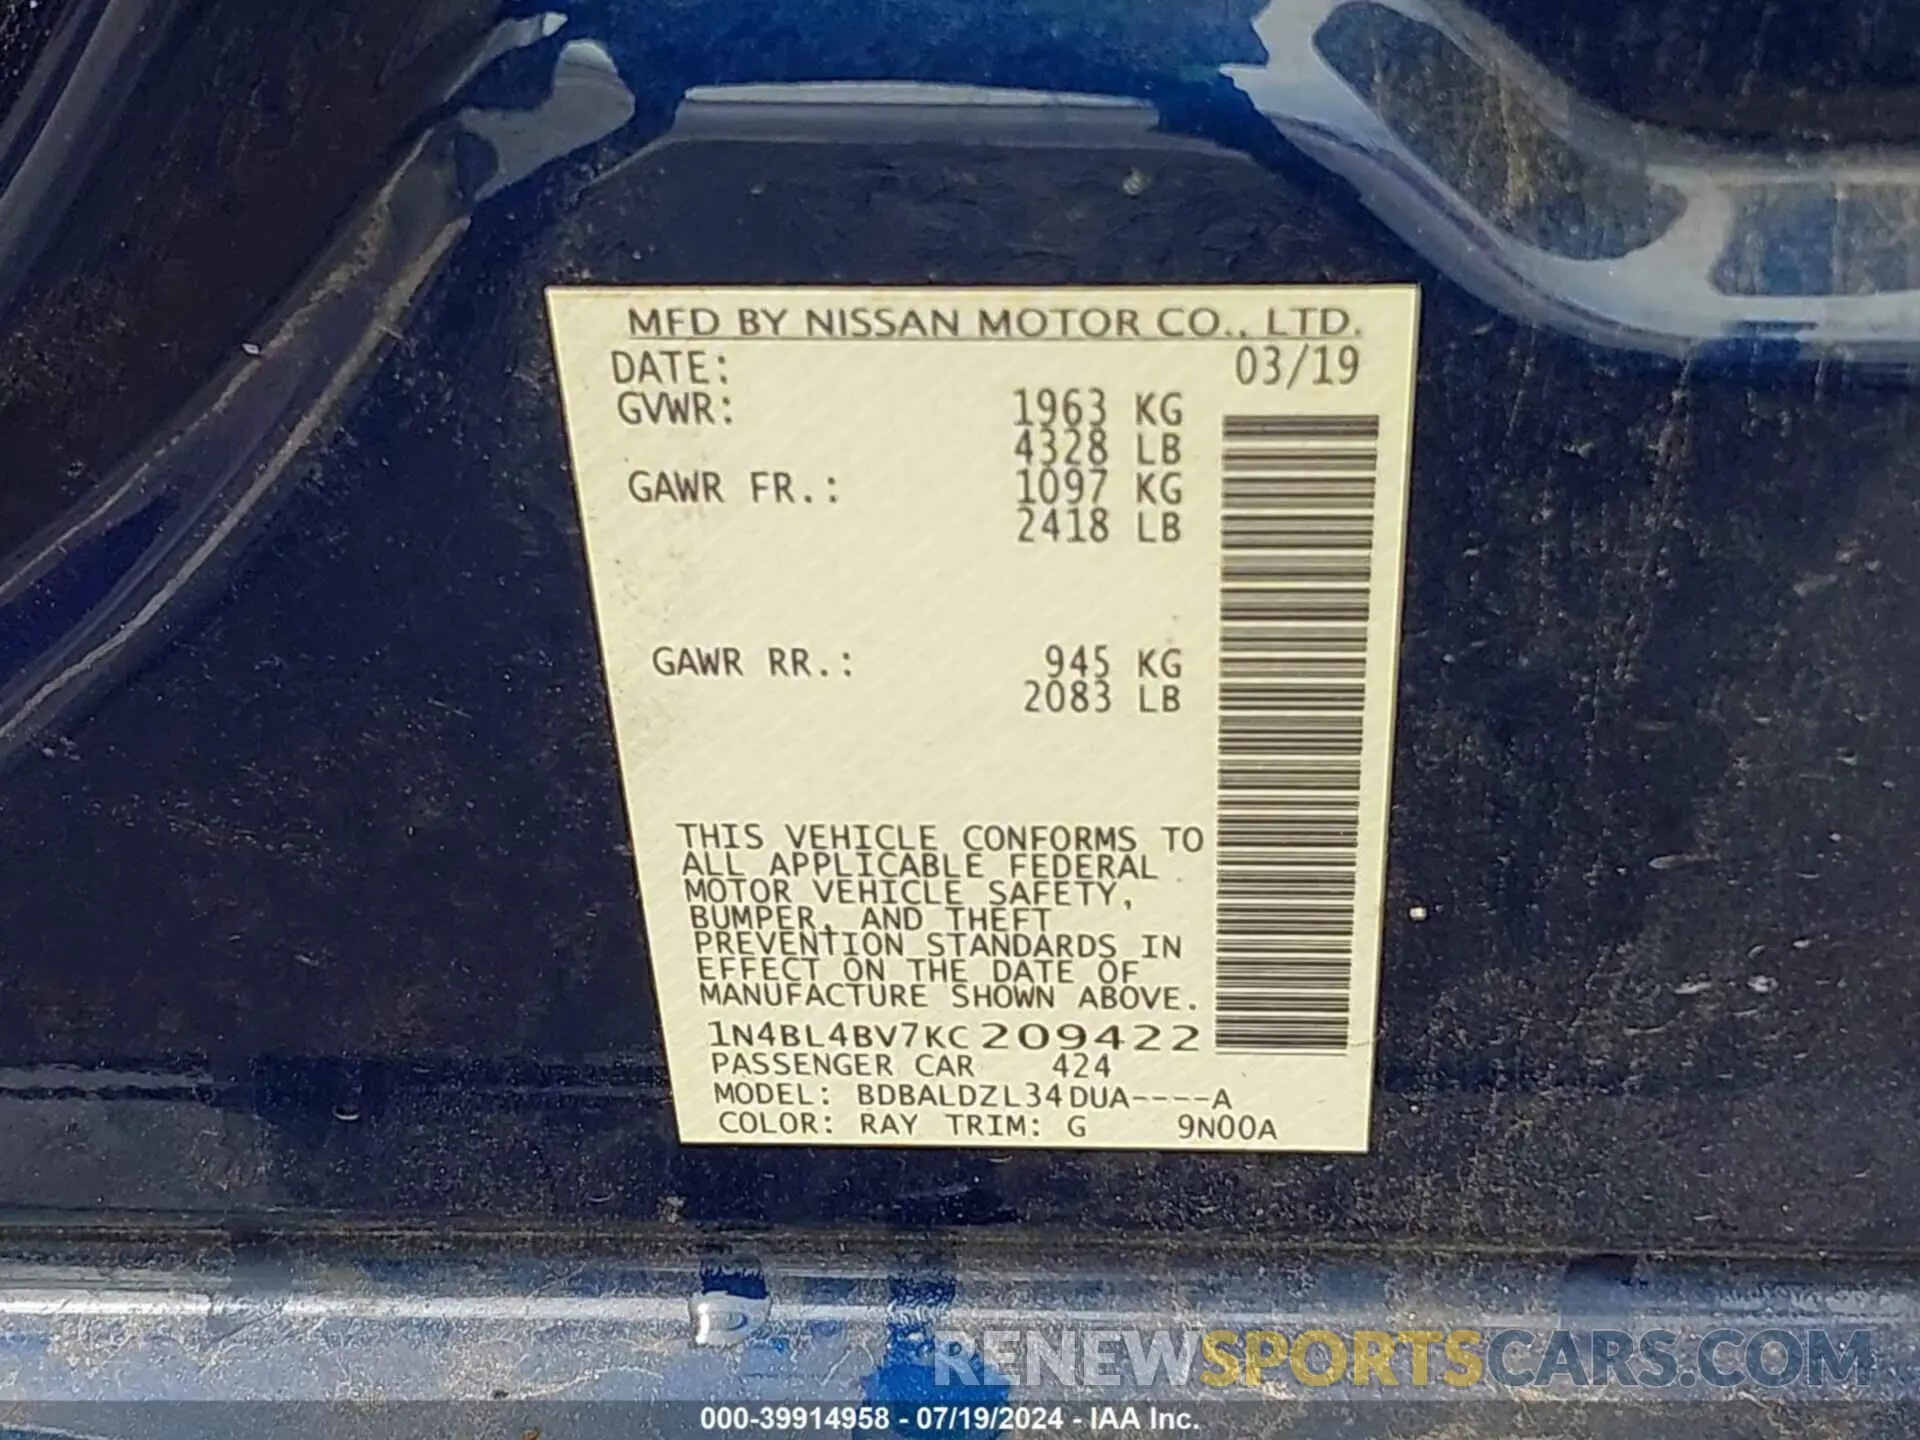 MFD BY NISSAN MOTOR CO., LTD.
DATE: 03/19
GVWR: 1963 KG
4328 LB
GAWR FR.: 1097 KG
2418 LB
GAWR RR.: 945 KG
2083 LB
THIS VEHICLE CONFORMS TO
ALL APPLICABLE FEDERAL
MOTOR VEHICLE SAFETY,
BUMPER, AND THEFT
PREVENTION STANDARDS IN
EFFECT ON THE DATE OF
MANUFACTURE SHOWN ABOVE.
1N4BL4BV7KC209422
PASSENGER CAR 424
MODEL: BDBALDZL34DUA----A
COLOR: RAY TRIM: G 9N00A
RENEWSPORTSCARS.COM
000-39914958 - 07/19/2024 - IAA Inc.